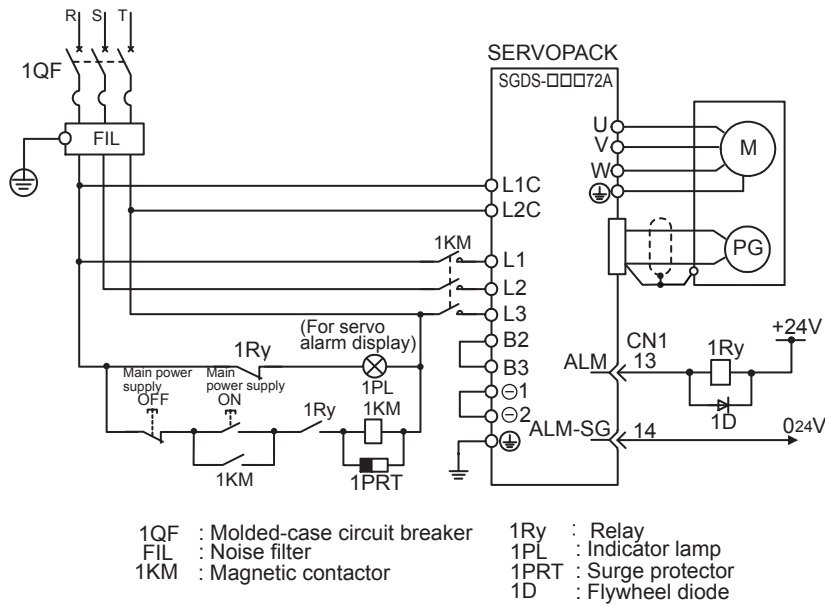 R S T
1QF
FIL
SERVOPACK
SGDS-□□□72A
U
V
W
M
PG
L1C
L2C
1KM
L1
L2
L3
B2
B3
⊖1
⊖2
(For servo
alarm display)
1Ry
1PL
Main power
supply
OFF
Main
power supply
ON
1Ry
1KM
1KM
1PRT
CN1
ALM
13
1Ry
+24V
1D
ALM-SG
14
024V
1QF : Molded-case circuit breaker
FIL : Noise filter
1KM : Magnetic contactor
1Ry : Relay
1PL : Indicator lamp
1PRT : Surge protector
1D : Flywheel diode